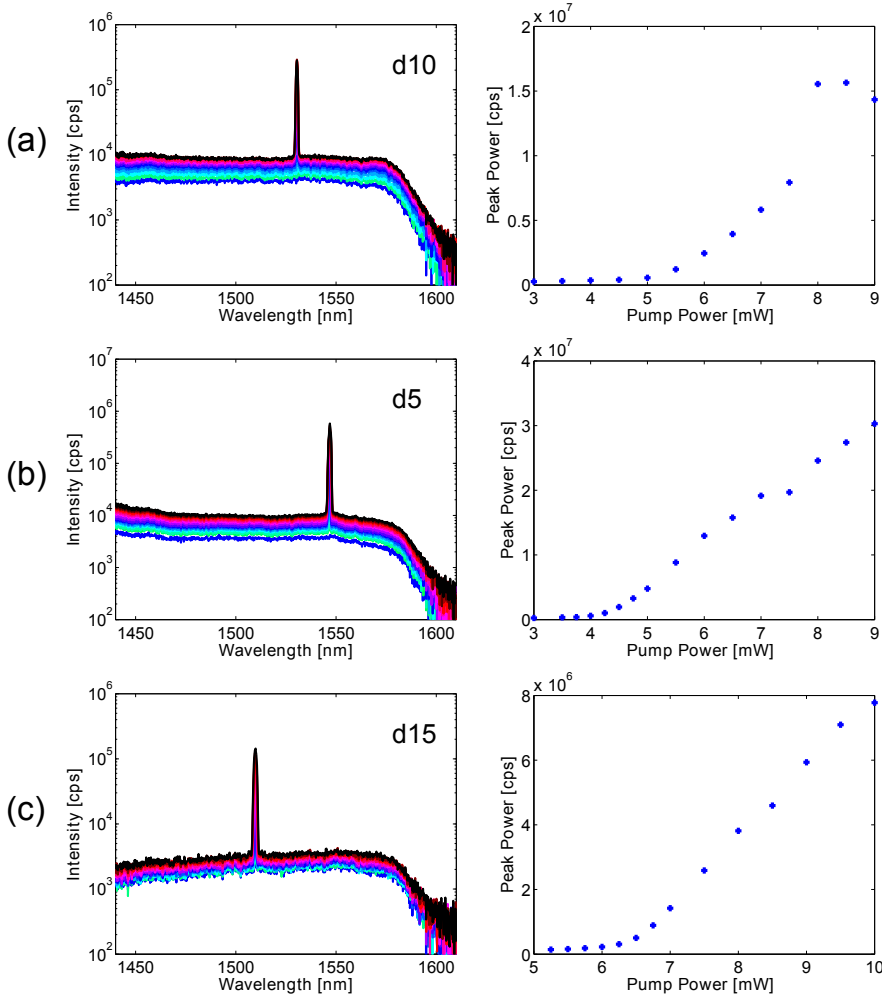 (a)
d10
Intensity [cps]
10^6
10^5
10^4
10^3
10^2
1450 1500 1550 1600
Wavelength [nm]
x 10^7
Peak Power [cps]
2
1.5
1
0.5
0
3 4 5 6 7 8 9
Pump Power [mW]
(b)
d5
Intensity [cps]
10^7
10^6
10^5
10^4
10^3
10^2
1450 1500 1550 1600
Wavelength [nm]
x 10^7
Peak Power [cps]
4
3
2
1
0
3 4 5 6 7 8 9
Pump Power [mW]
(c)
d15
Intensity [cps]
10^6
10^5
10^4
10^3
10^2
1450 1500 1550 1600
Wavelength [nm]
x 10^6
Peak Power [cps]
8
6
4
2
0
5 6 7 8 9 10
Pump Power [mW]